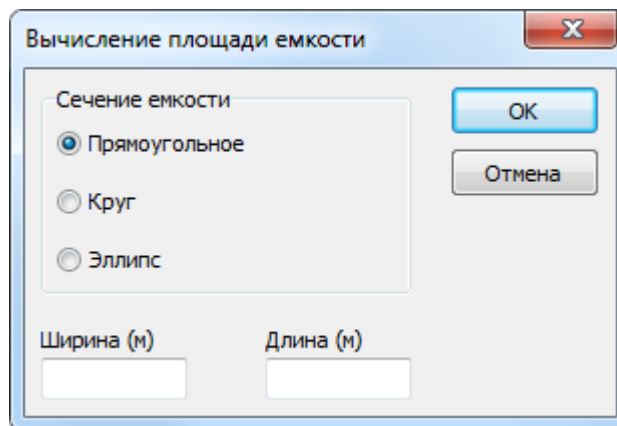 Вычисление площади емкости
Сечение емкости
Прямоугольное
Круг
Эллипс
OK
Отмена
Ширина (м)
Длина (м)